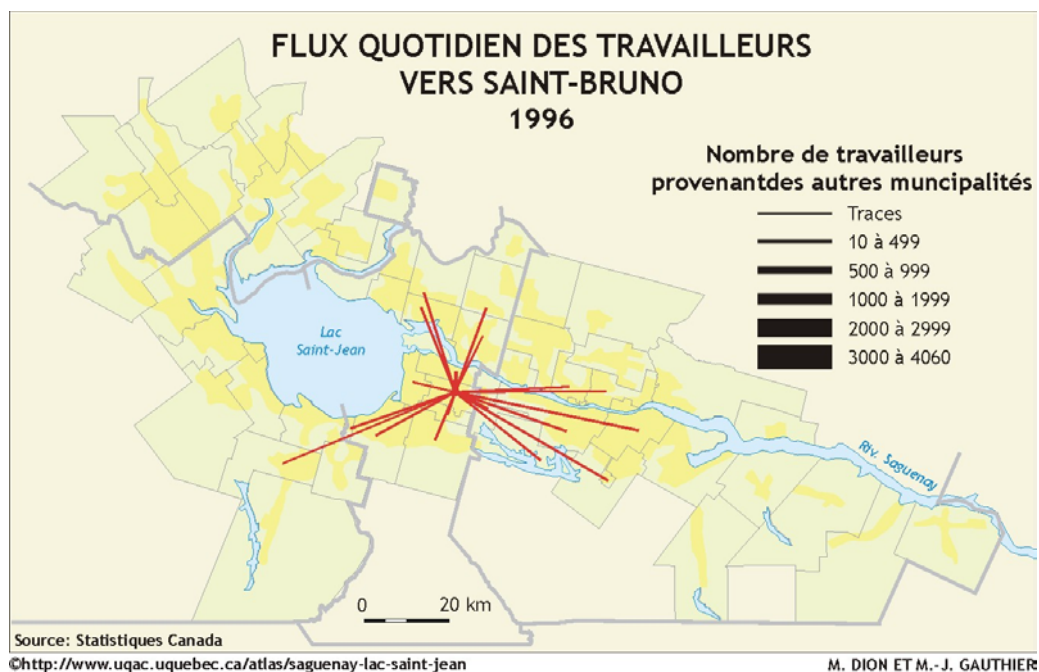 FLUX QUOTIDIEN DES TRAVAILLEURS
VERS SAINT-BRUNO
1996
Nombre de travailleurs
provenantdes autres muncipalités
Traces
10 à 499
500 à 999
1000 à 1999
2000 à 2999
3000 à 4060
Lac
Saint-Jean
Riv. Saguenay
0 20 km
Source: Statistiques Canada
©http://www.uqac.uquebec.ca/atlas/saguenay-lac-saint-jean
M. DION ET M.-J. GAUTHIER